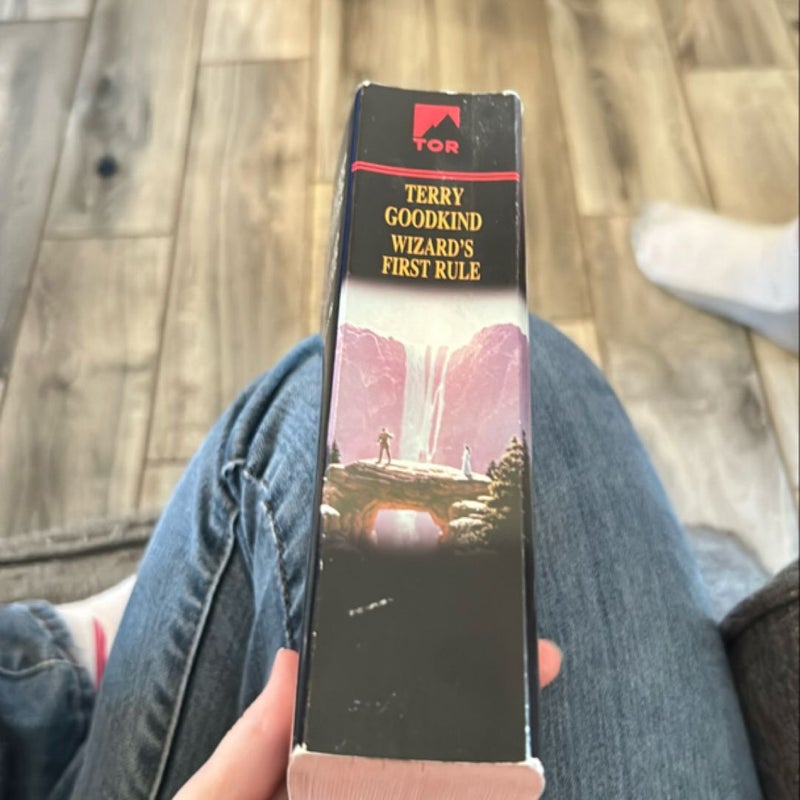 TOR
TERRY
GOODKIND
WIZARD'S
FIRST RULE